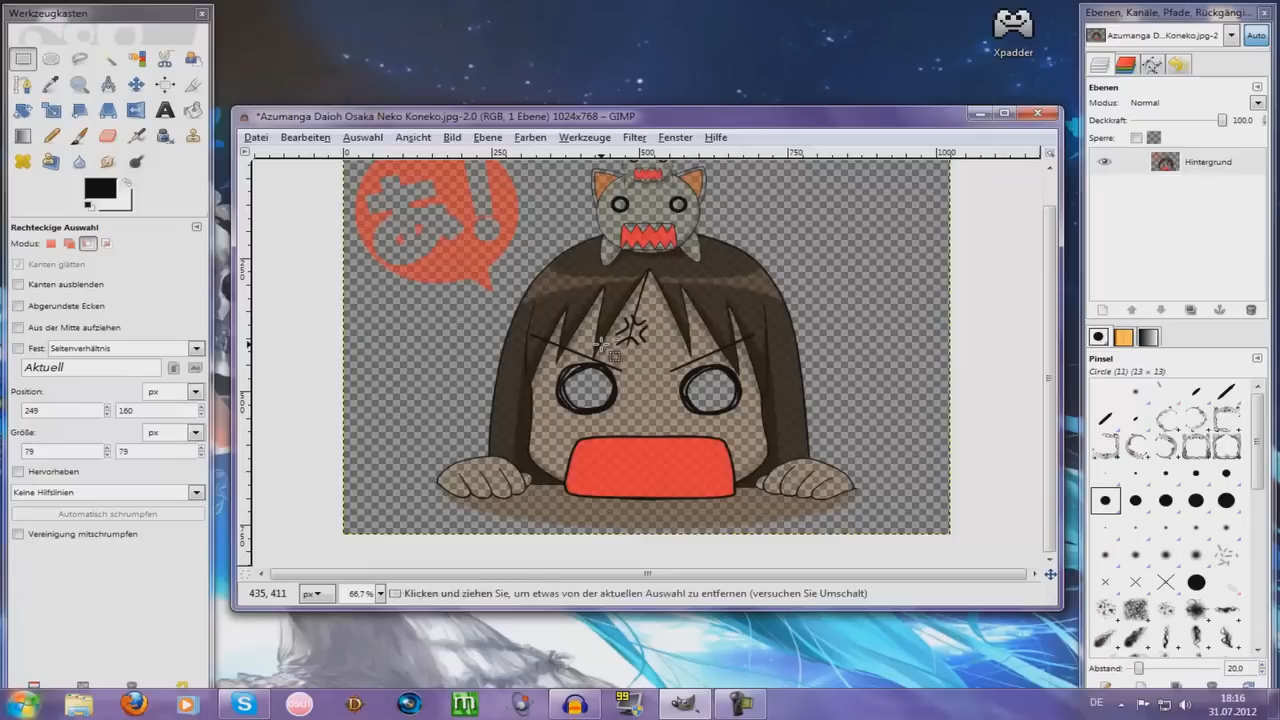 Werkzeugkasten
Rechteckige Auswahl
Modus:
Kanten glätten
Kanten ausblenden
Abgerundete Ecken
Aus der Mitte aufziehen
Fest: Seitenverhältnis
Aktuell
Position: px
249 160
Größe: px
79 79
Hervorheben
Keine Hilfslinien
Automatisch schrumpfen
Vereinigung mitschrumpfen
Xpadder
*Azumanga Daioh Osaka Neko Koneko.jpg-2.0 (RGB, 1 Ebene) 1024x768 – GIMP
Datei Bearbeiten Auswahl Ansicht Bild Ebene Farben Werkzeuge Filter Fenster Hilfe
0 250 500 750 1000
250
500
750
435, 411 px 66,7% Klicken und ziehen Sie, um etwas von der aktuellen Auswahl zu entfernen (versuchen Sie Umschalt)
Ebenen, Kanäle, Pfade, Rückgängi...
Azumanga D...Koneko.jpg-2 Auto
Ebenen
Modus: Normal
Deckkraft: 100,0
Sperre:
Hintergrund
Pinsel
Circle (11) (13 × 13)
Abstand: 20,0
osu!
99
DE
18:16
31.07.2012